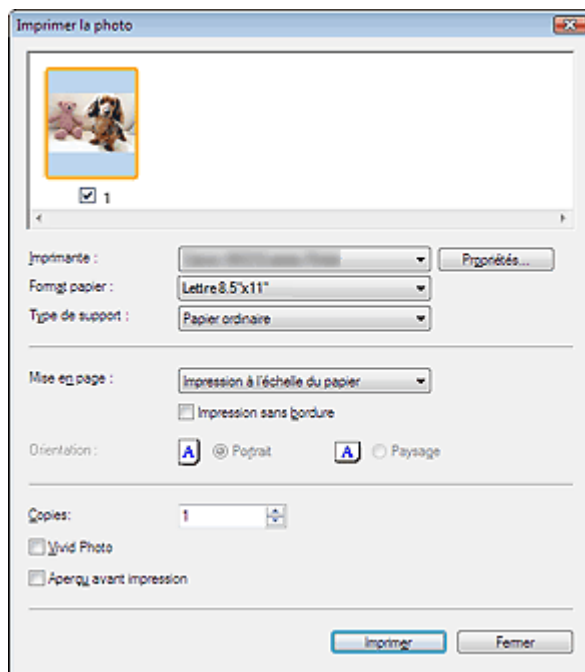 Imprimer la photo
1
Imprimante : Propriétés...
Format papier : Lettre 8.5"x11"
Type de support : Papier ordinaire
Mise en page : Impression à l'échelle du papier
Impression sans bordure
Orientation : A Portrait A Paysage
Copies: 1
Vivid Photo
Aperçu avant impression
Imprimer Fermer